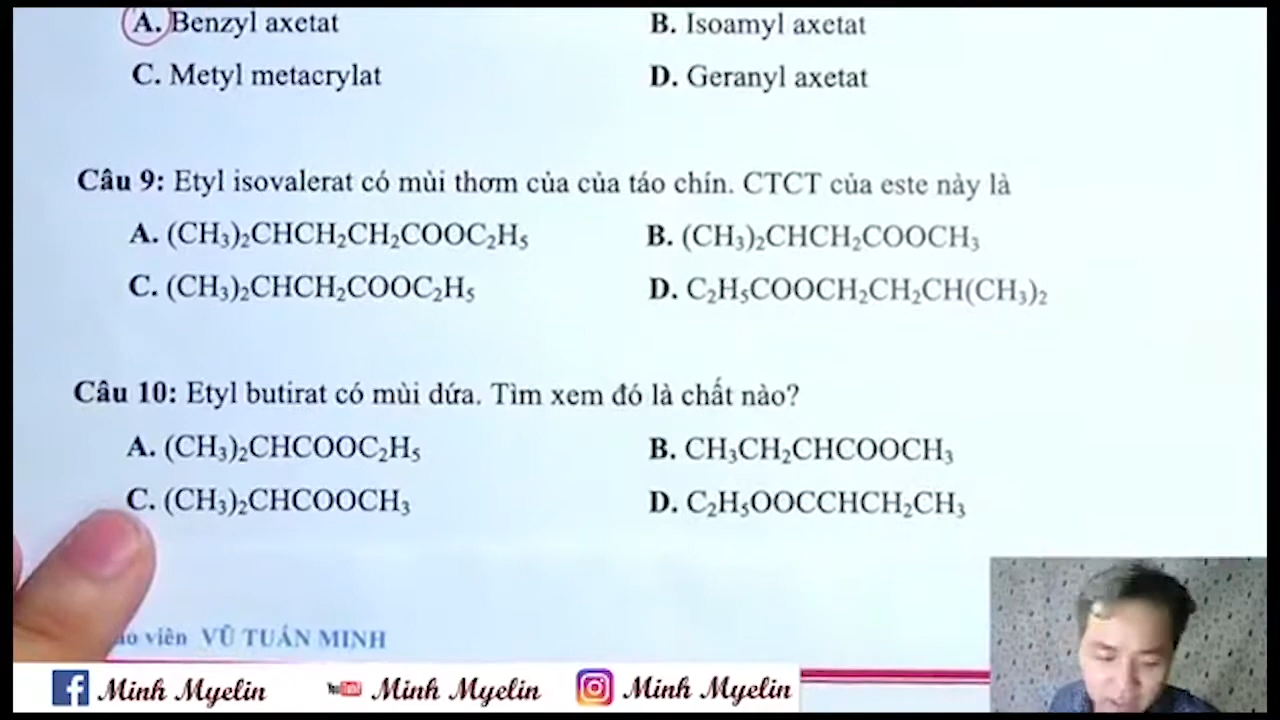 A. Benzyl axetat B. Isoamyl axetat
C. Metyl metacrylat D. Geranyl axetat
Câu 9: Etyl isovalerat có mùi thơm của của táo chín. CTCT của este này là
A. (CH₃)₂CHCH₂CH₂COOC₂H₅ B. (CH₃)₂CHCH₂COOCH₃
C. (CH₃)₂CHCH₂COOC₂H₅ D. C₂H₅COOCH₂CH₂CH(CH₃)₂
Câu 10: Etyl butirat có mùi dứa. Tìm xem đó là chất nào?
A. (CH₃)₂CHCOOC₂H₅ B. CH₃CH₂CHCOOCH₃
C. (CH₃)₂CHCOOCH₃ D. C₂H₅OOCCHCH₂CH₃
viên VŨ TUẤN MINH
Minh Myelin YouTube Minh Myelin Minh Myelin